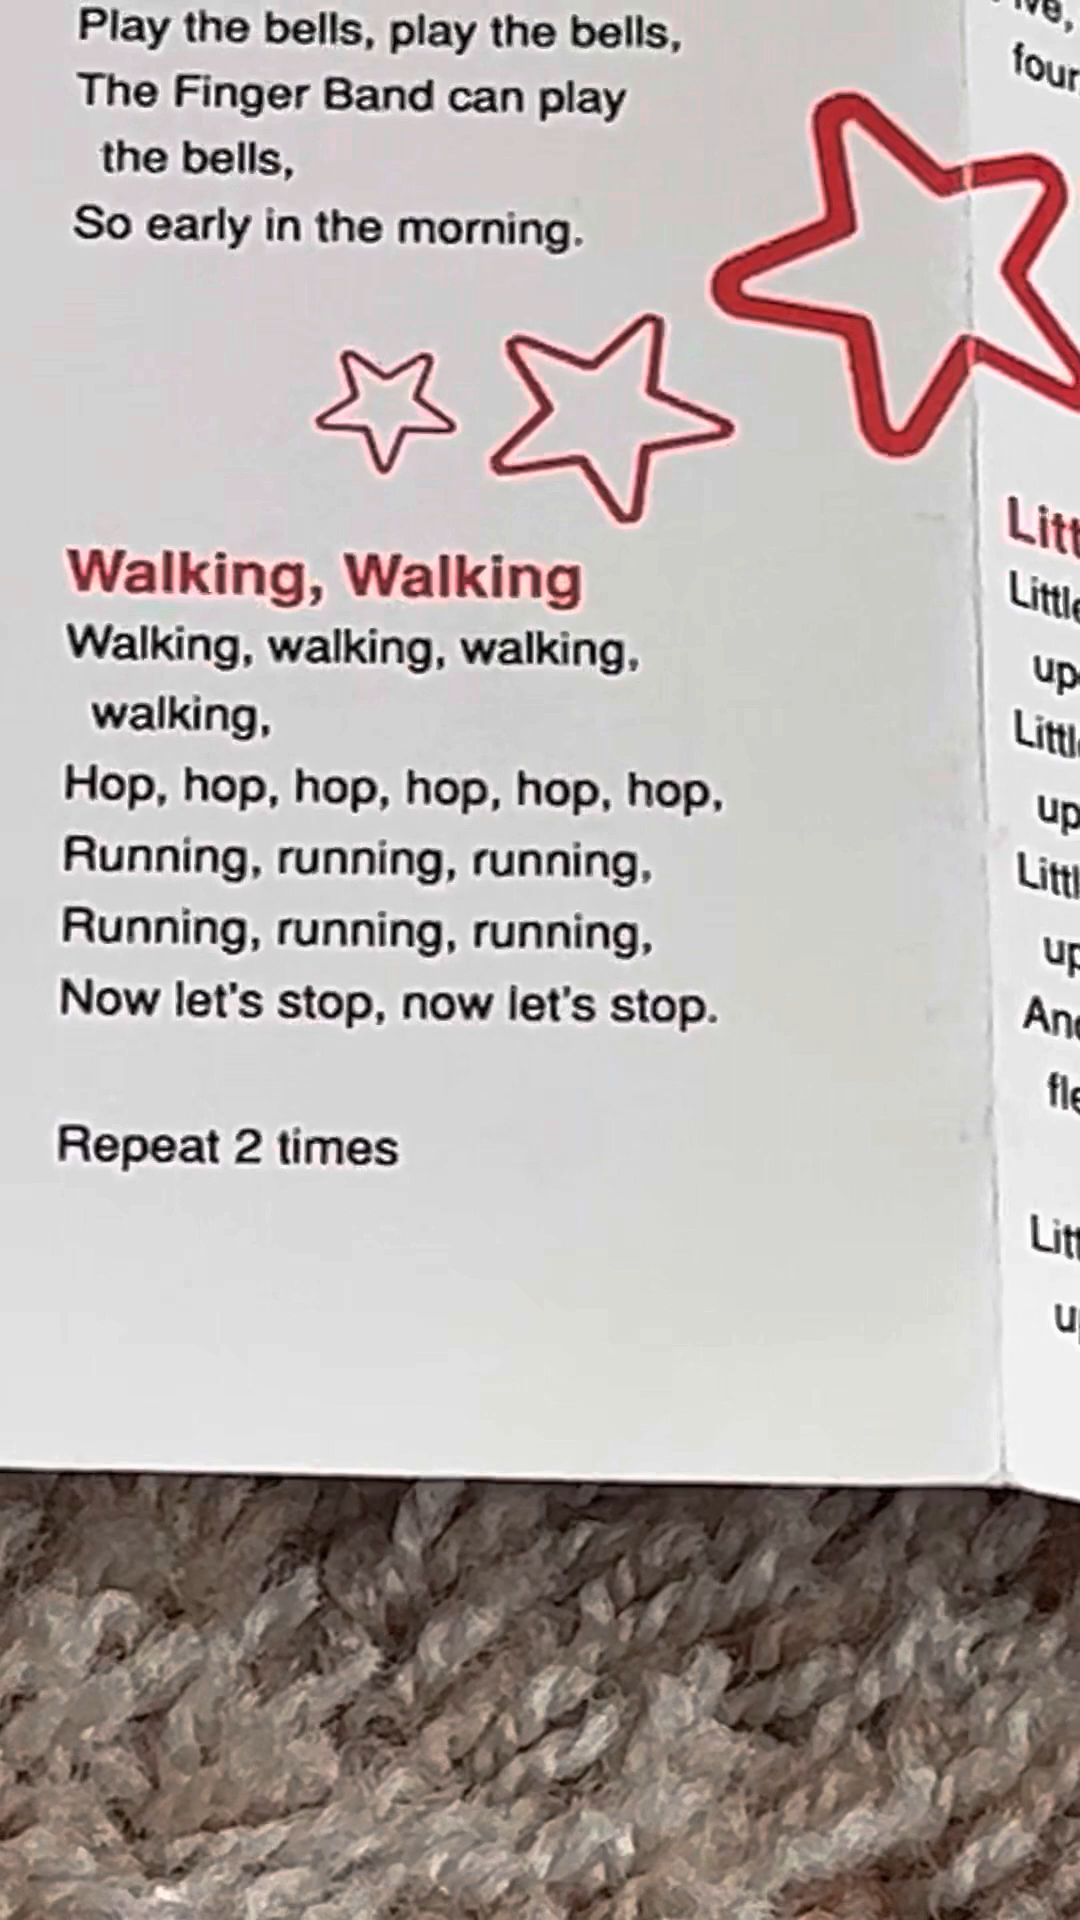 Play the bells, play the bells,
The Finger Band can play
the bells,
So early in the morning.
Walking, Walking
Walking, walking, walking,
walking,
Hop, hop, hop, hop, hop, hop,
Running, running, running,
Running, running, running,
Now let's stop, now let's stop.
Repeat 2 times
four
up
up